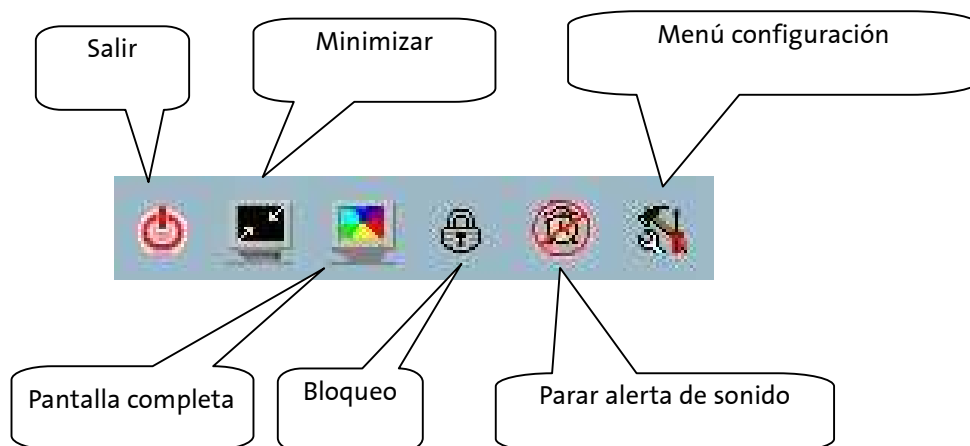 Salir
Minimizar
Menú configuración
Pantalla completa
Bloqueo
Parar alerta de sonido